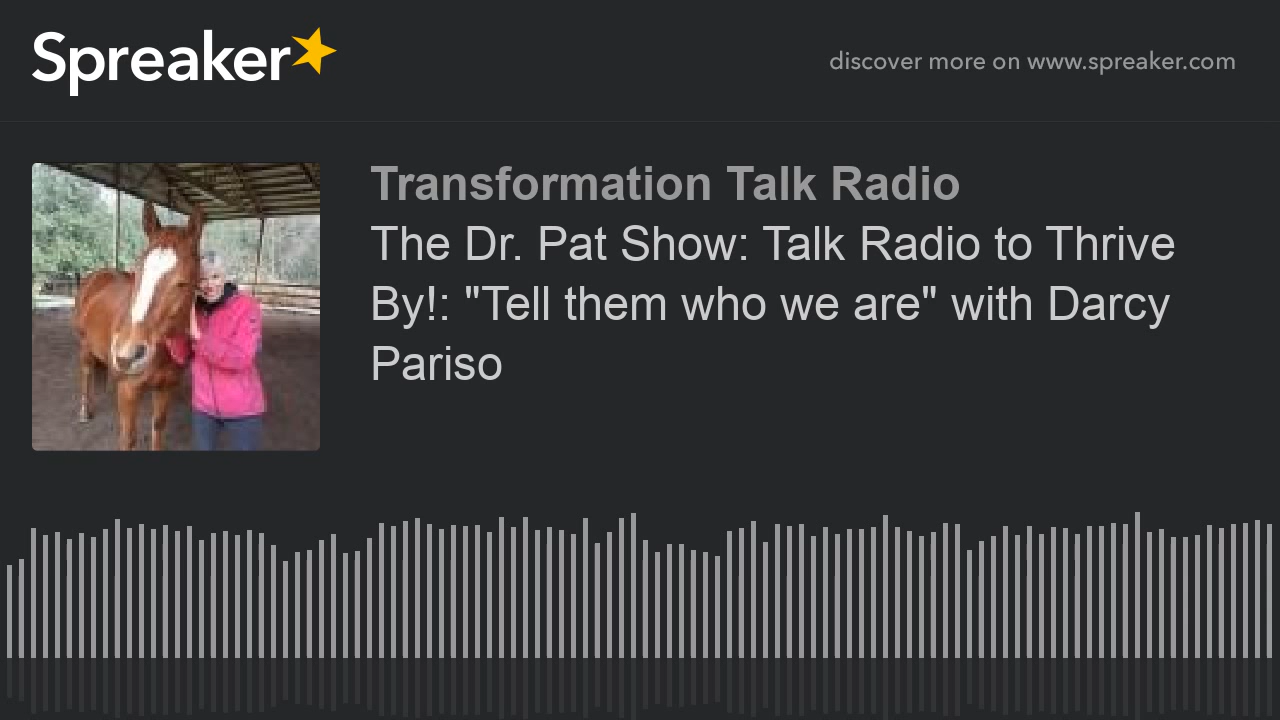 Spreaker
discover more on www.spreaker.com
Transformation Talk Radio
The Dr. Pat Show: Talk Radio to Thrive
By!: "Tell them who we are" with Darcy
Pariso